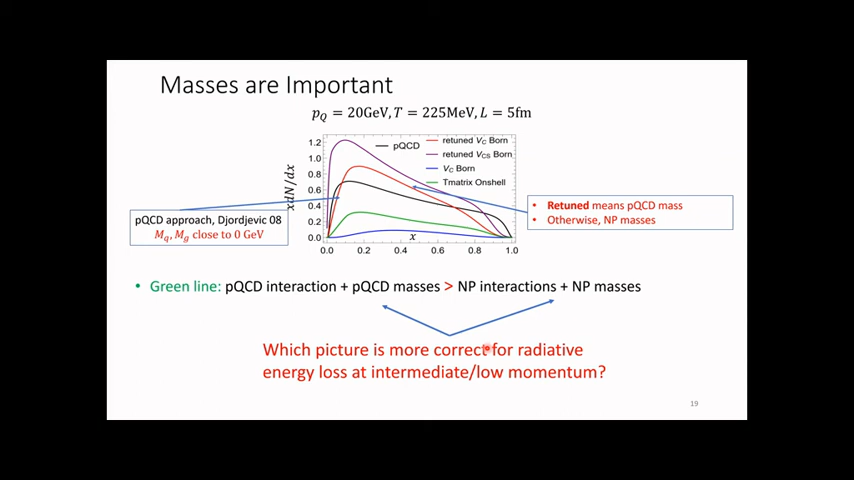 Masses are Important
p_Q = 20GeV, T = 225MeV, L = 5fm
1.2
1.0
0.8
0.6
0.4
0.2
0.0
xdN/dx
pQCD
retuned V_C Born
retuned V_CS Born
V_C Born
Tmatrix Onshell
x
0.0 0.2 0.4 0.6 0.8 1.0
pQCD approach, Djordjevic 08
M_q, M_g close to 0 GeV
• Retuned means pQCD mass
• Otherwise, NP masses
• Green line: pQCD interaction + pQCD masses > NP interactions + NP masses
Which picture is more correct for radiative
energy loss at intermediate/low momentum?
19